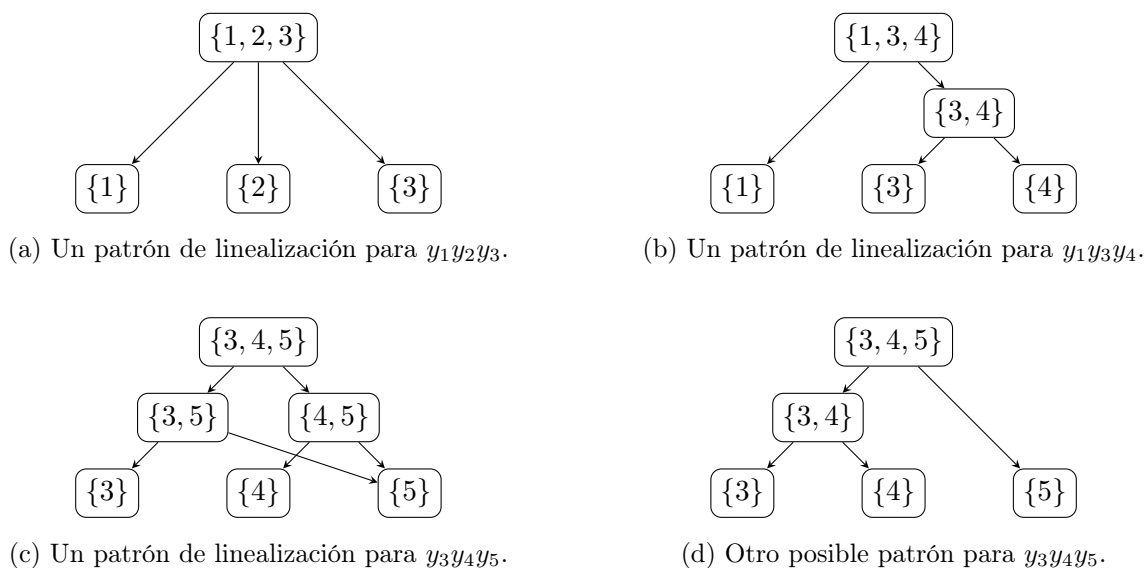 {1, 2, 3}
{1} {2} {3}
(a) Un patrón de linealización para y₁y₂y₃.
{1, 3, 4}
{3, 4}
{1} {3} {4}
(b) Un patrón de linealización para y₁y₃y₄.
{3, 4, 5}
{3, 5} {4, 5}
{3} {4} {5}
(c) Un patrón de linealización para y₃y₄y₅.
{3, 4, 5}
{3, 4}
{3} {4} {5}
(d) Otro posible patrón para y₃y₄y₅.